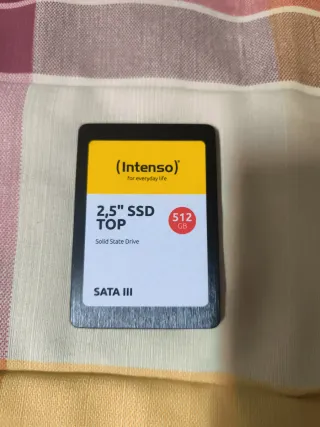 (intenso)®
for everyday life
2,5" SSD
TOP
512
GB
Solid State Drive
SATA III